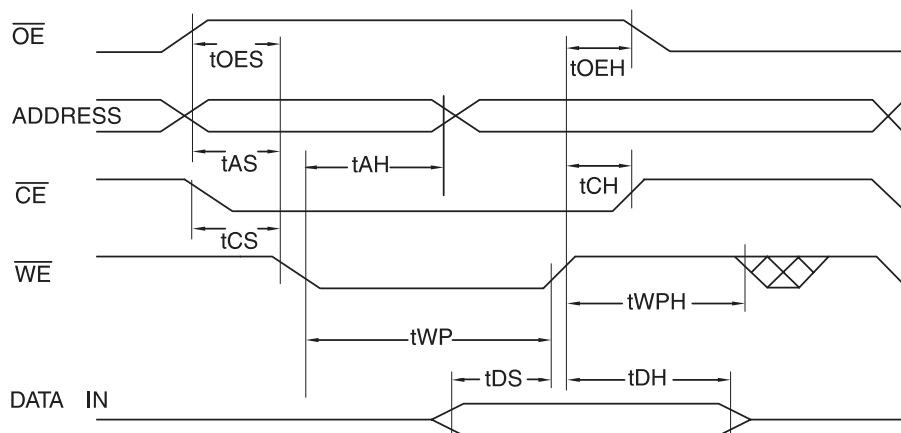 OE
tOES
tOEH
ADDRESS
tAS
tAH
tCH
CE
tCS
WE
tWPH
tWP
tDS
tDH
DATA IN